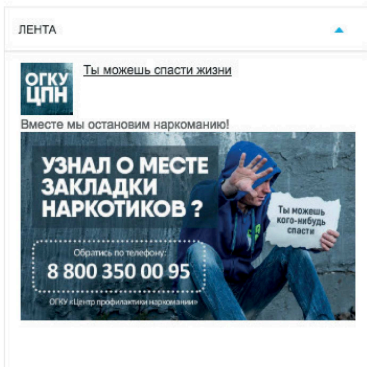 ЛЕНТА
ОГКУ
ЦПН
Ты можешь спасти жизни
Вместе мы остановим наркоманию!
УЗНАЛ О МЕСТЕ
ЗАКЛАДКИ
НАРКОТИКОВ ?
Ты можешь
кого-нибудь
спасти
Обратись по телефону:
8 800 350 00 95
ОГКУ «Центр профилактики наркомании»